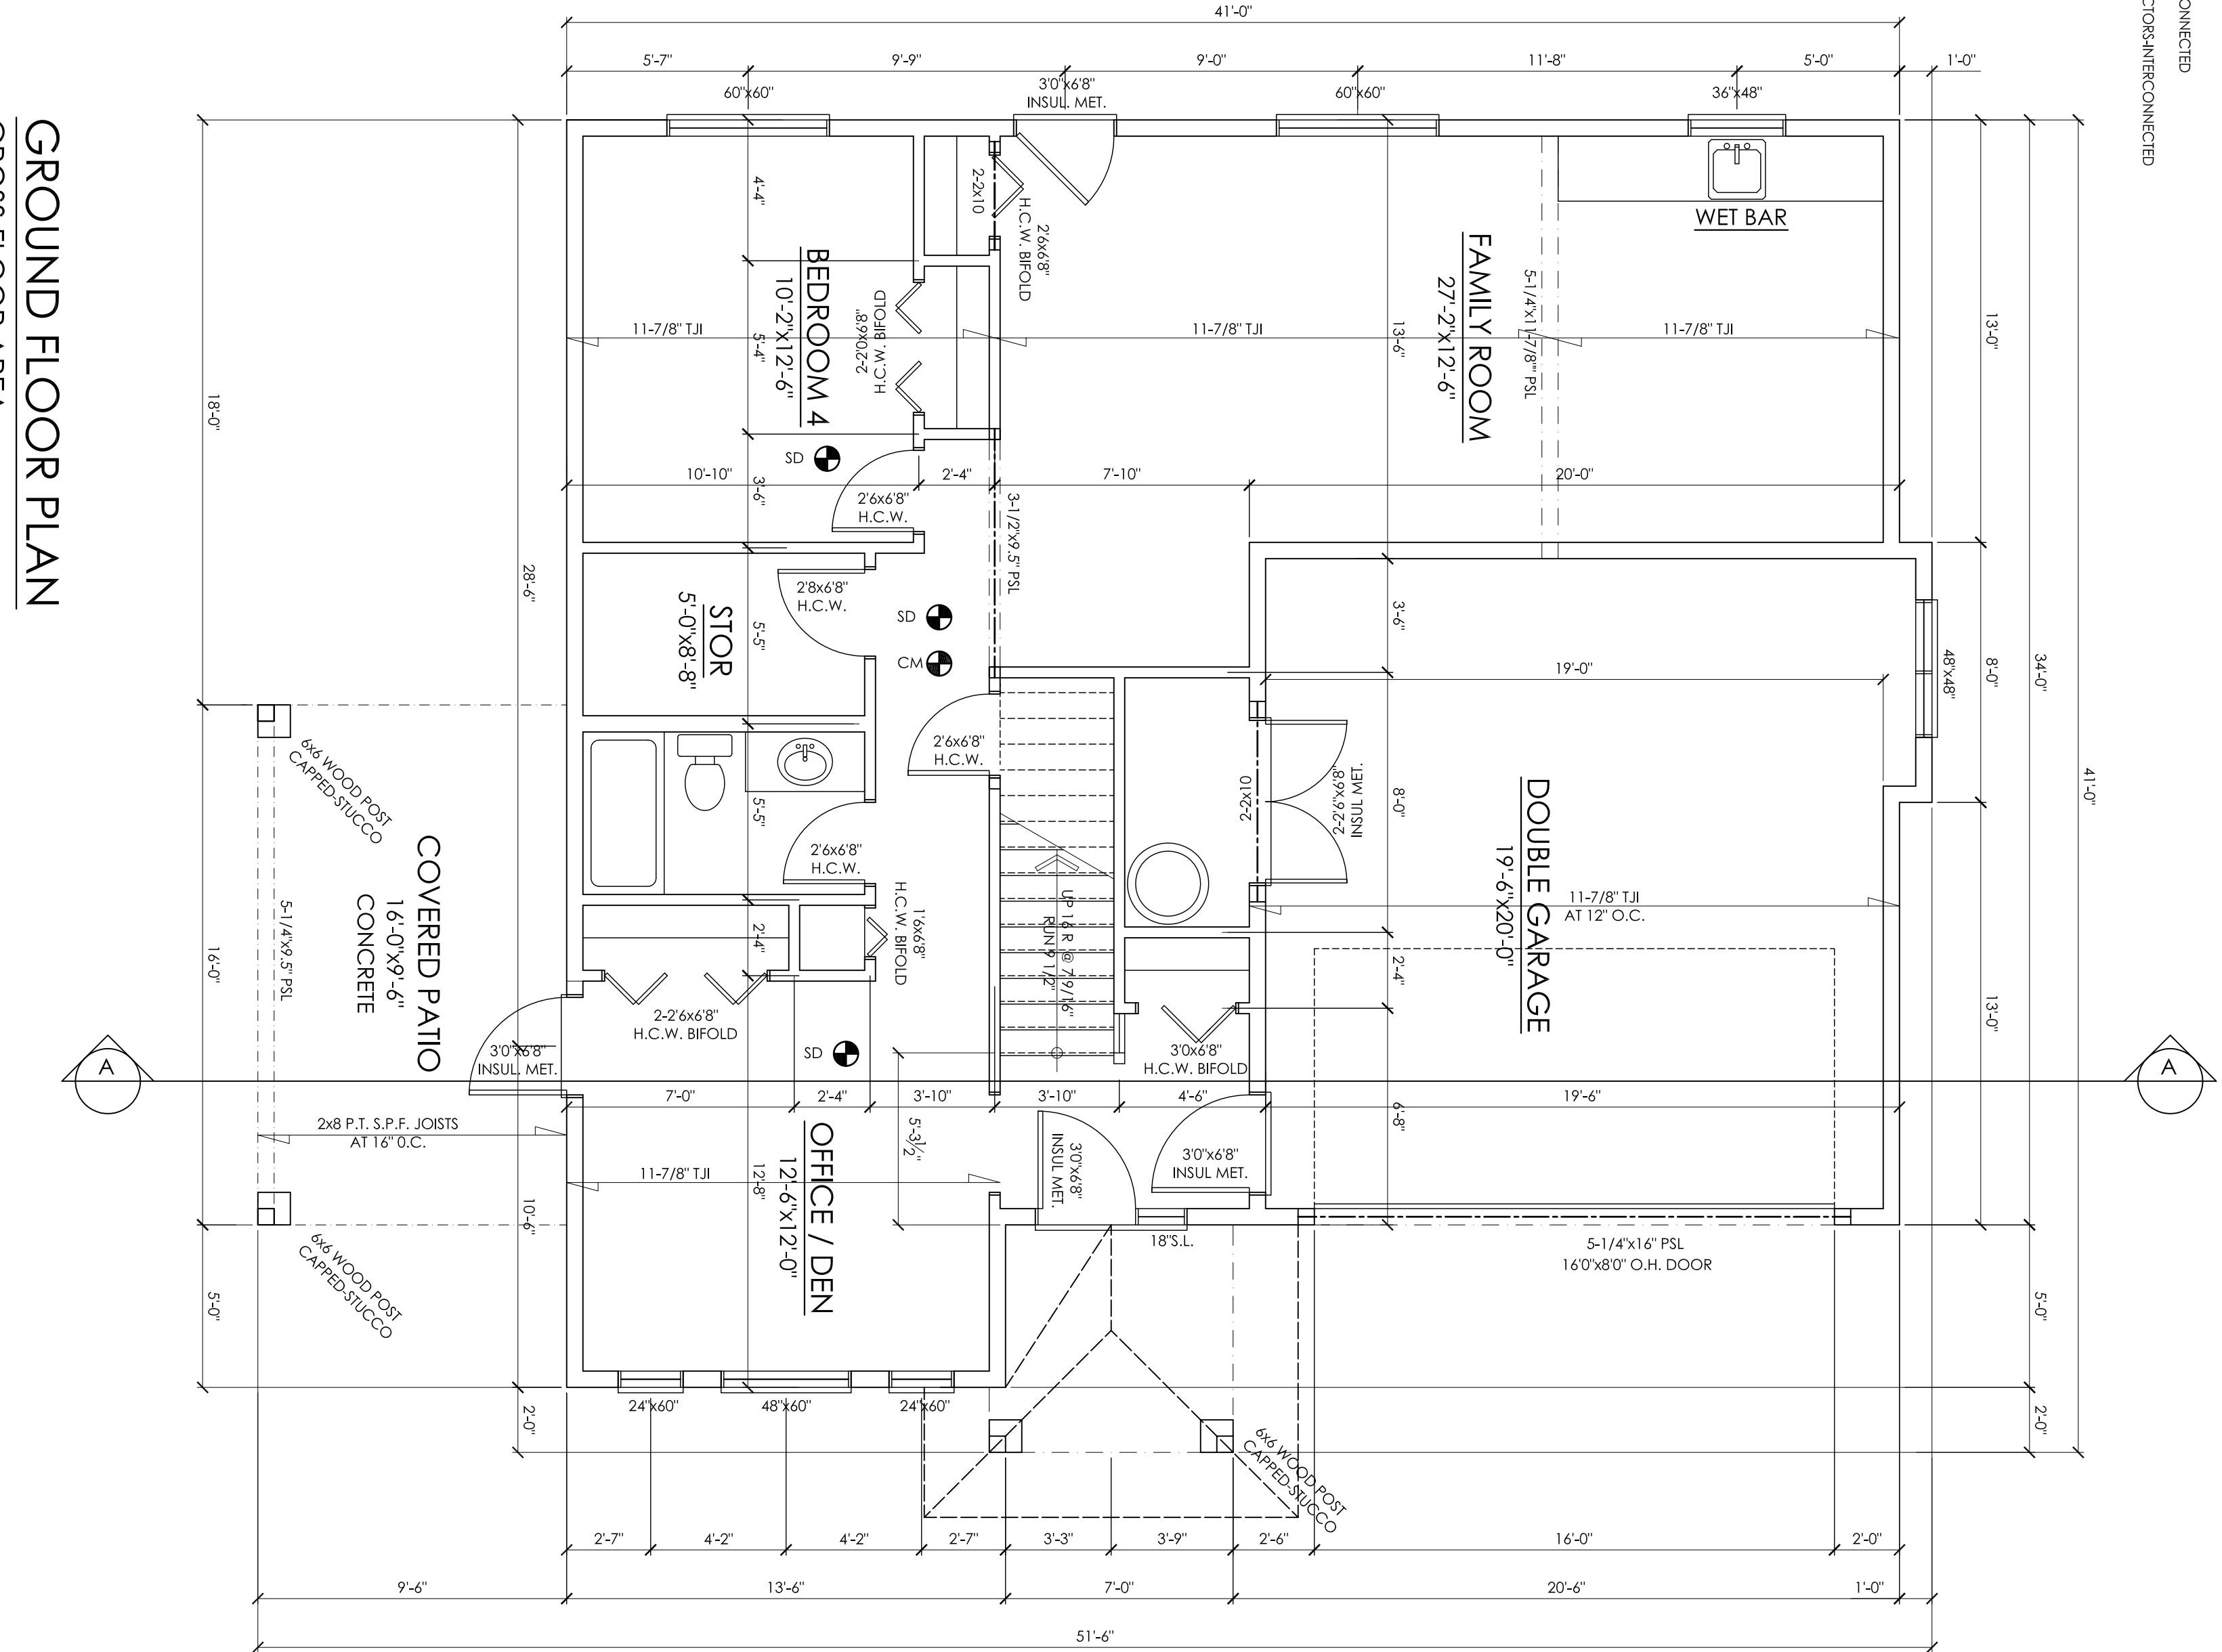 ONNECTED
CTORS-INTERCONNECTED
41'-0"
5'-7"
9'-9"
9'-0"
11'-8"
5'-0"
1'-0"
60"x60"
3'0"x6'8"
INSUL. MET.
60"x60"
36"x48"
WET BAR
2-2x10
2'6x6'8"
H.C.W. BIFOLD
4'-4"
BEDROOM 4
10'-2"x12'-6"
2-2'0x6'8"
H.C.W. BIFOLD
FAMILY ROOM
27'-2"x12'-6"
5-1/4"x11-7/8"" PSL
13'-0"
11-7/8" TJI
5'-4"
11-7/8" TJI
13'-6"
11-7/8" TJI
18'-0"
28'-6"
SD
10'-10"
3'-6"
2'-4"
7'-10"
20'-0"
2'6x6'8"
H.C.W.
3-1/2"x9.5" PSL
GROUND FLOOR PLAN
2'8x6'8"
H.C.W.
SD
CM
STOR
5'-0"x8'-8"
5'-5"
3'-6"
19'-0"
48"x48"
8'-0"
34'-0"
41'-0"
6x6 WOOD POST
CAPPED-STUCCO
2'6x6'8"
H.C.W.
5'-5"
2-2x10
2-2'6"x6'8"
INSUL MET.
8'-0"
2'6x6'8"
H.C.W.
DOUBLE GARAGE
19'-6"x20'-0"
COVERED PATIO
16'-0"x9'-6"
CONCRETE
5-1/4"x9.5" PSL
16'-0"
2'-4"
1'6x6'8"
H.C.W. BIFOLD
UP 16 R @ 7 9/16"
RUN 9 1/2"
11-7/8" TJI
AT 12" O.C.
2'-4"
13'-0"
2-2'6x6'8"
H.C.W. BIFOLD
SD
3'0"x6'8"
INSUL. MET.
3'0x6'8"
H.C.W. BIFOLD
A
A
7'-0"
2'-4"
3'-10"
3'-10"
4'-6"
19'-6"
6'-8"
2x8 P.T. S.P.F. JOISTS
AT 16" O.C.
5'-3½"
11-7/8" TJI
12'-8"
OFFICE / DEN
12'-6"x12'-0"
3'0"x6'8"
INSUL MET.
3'0"x6'8"
INSUL MET.
10'-6"
18"S.L.
5-1/4"x16" PSL
16'0"x8'0" O.H. DOOR
6x6 WOOD POST
CAPPED-STUCCO
5'-0"
5'-0"
24"x60"
48"x60"
24"x60"
2'-0"
2'-0"
6x6 WOOD POST
CAPPED-STUCCO
2'-7"
4'-2"
4'-2"
2'-7"
3'-3"
3'-9"
2'-6"
16'-0"
2'-0"
9'-6"
13'-6"
7'-0"
20'-6"
1'-0"
51'-6"